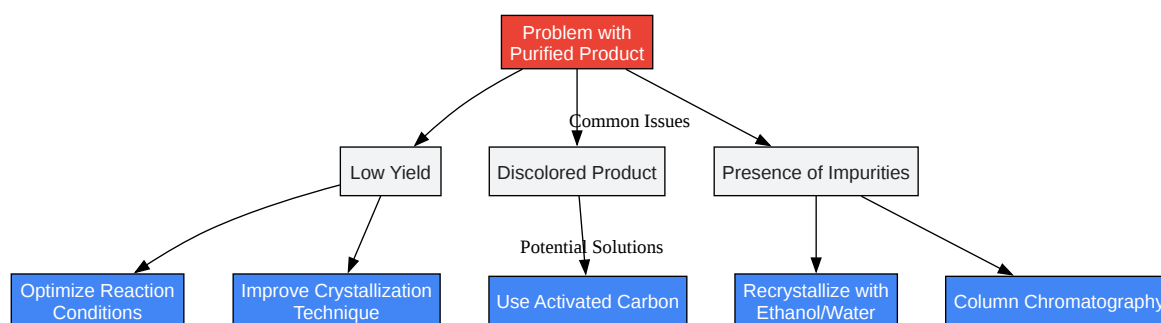 Problem with
Purified Product
Common Issues
Low Yield
Discolored Product
Presence of Impurities
Potential Solutions
Optimize Reaction
Conditions
Improve Crystallization
Technique
Use Activated Carbon
Recrystallize with
Ethanol/Water
Column Chromatography